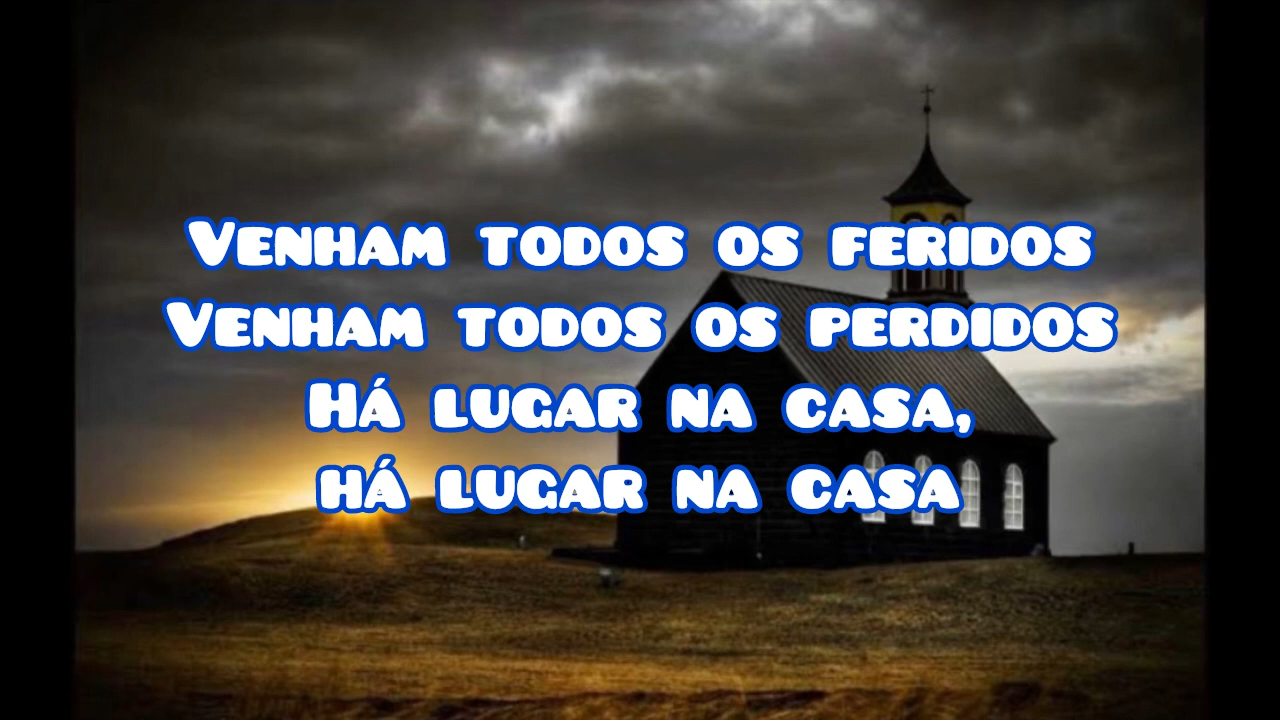 Venham todos os feridos
Venham todos os perdidos
Há lugar na casa,
há lugar na casa